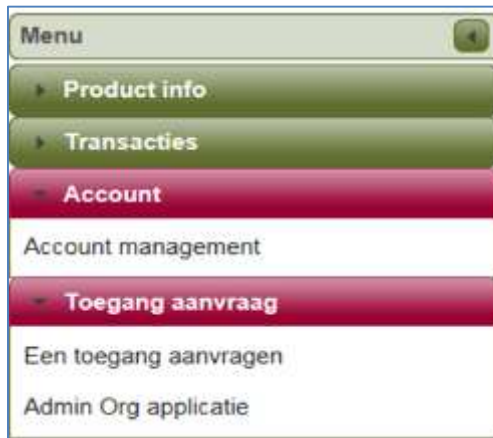 Menu
Product info
Transacties
Account
Account management
Toegang aanvraag
Een toegang aanvragen
Admin Org applicatie